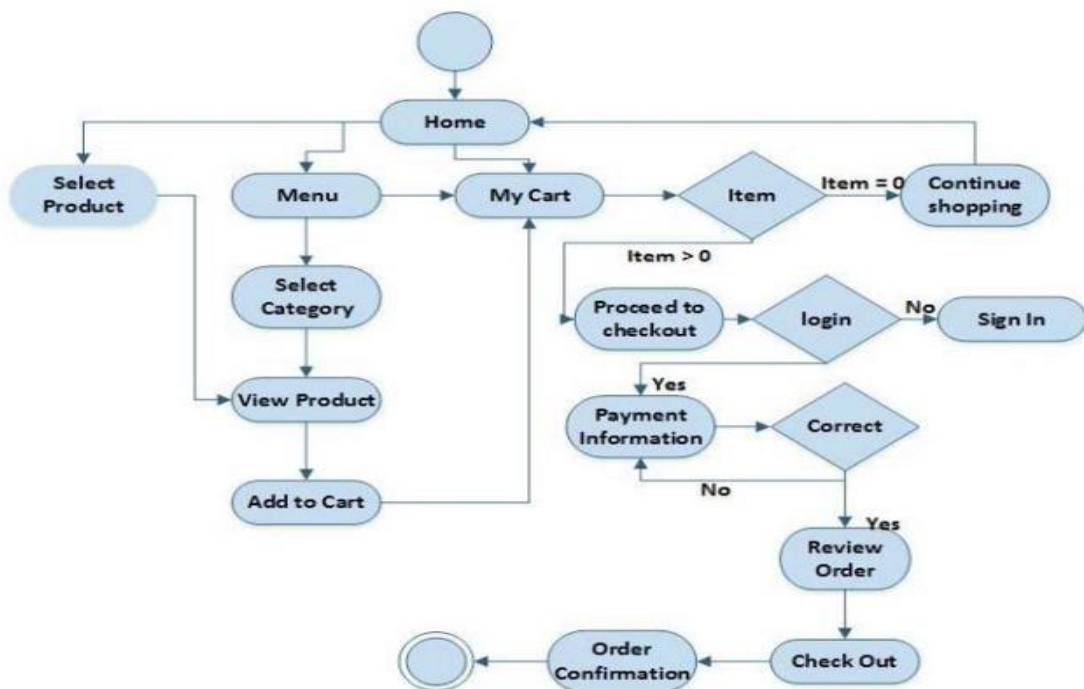 Home
Select
Product
Menu
My Cart
Item
Item = 0
Continue
shopping
Item > 0
Select
Category
Proceed to
checkout
login
No
Sign In
Yes
View Product
Payment
Information
Correct
No
Add to Cart
Yes
Review
Order
Order
Confirmation
Check Out